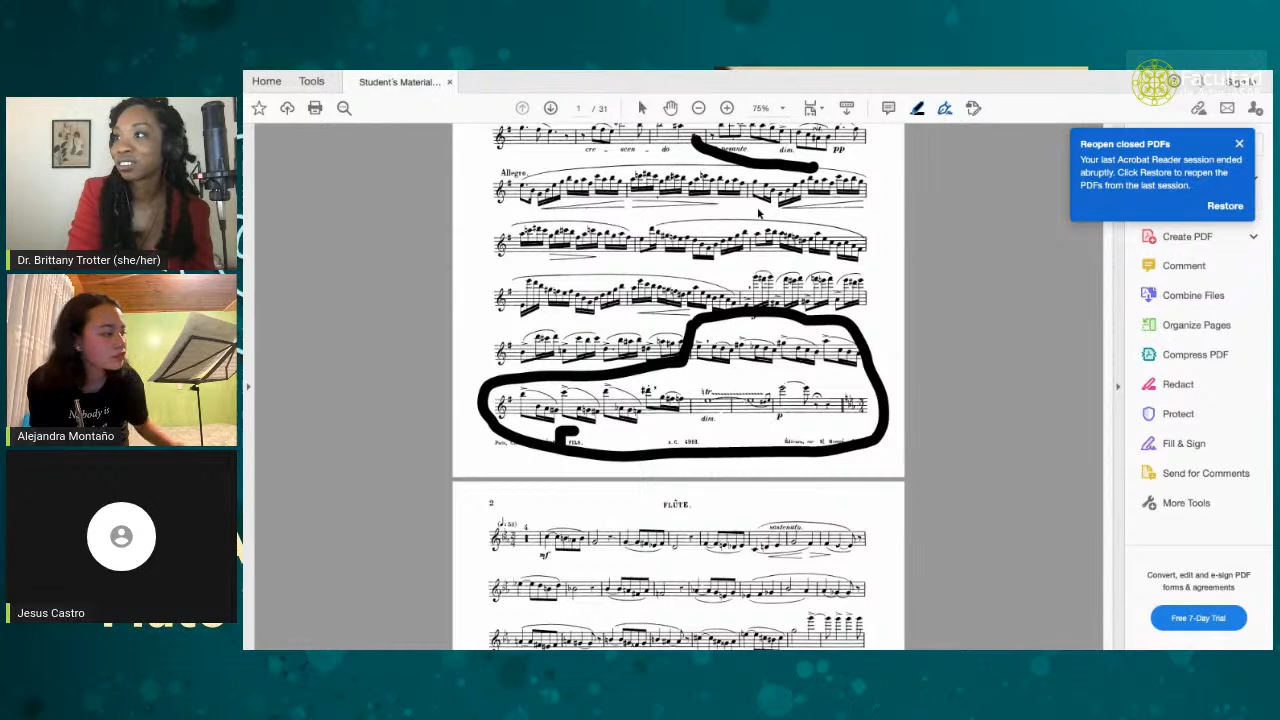 Home Tools Student's Material... ×
1 / 31 75%
Facultad
Reopen closed PDFs
Your last Acrobat Reader session ended
abruptly. Click Restore to reopen the
PDFs from the last session.
Restore
Create PDF
Comment
Combine Files
Organize Pages
Compress PDF
Redact
Protect
Fill & Sign
Send for Comments
More Tools
Convert, edit and e-sign PDF
forms & agreements
Free 7-Day Trial
cre - scen - do dim. pp
Allegro.
dim. p
FILS.
2 FLÛTE.
sostenuto.
mf
Dr. Brittany Trotter (she/her)
Nobody is
Alejandra Montaño
Jesus Castro